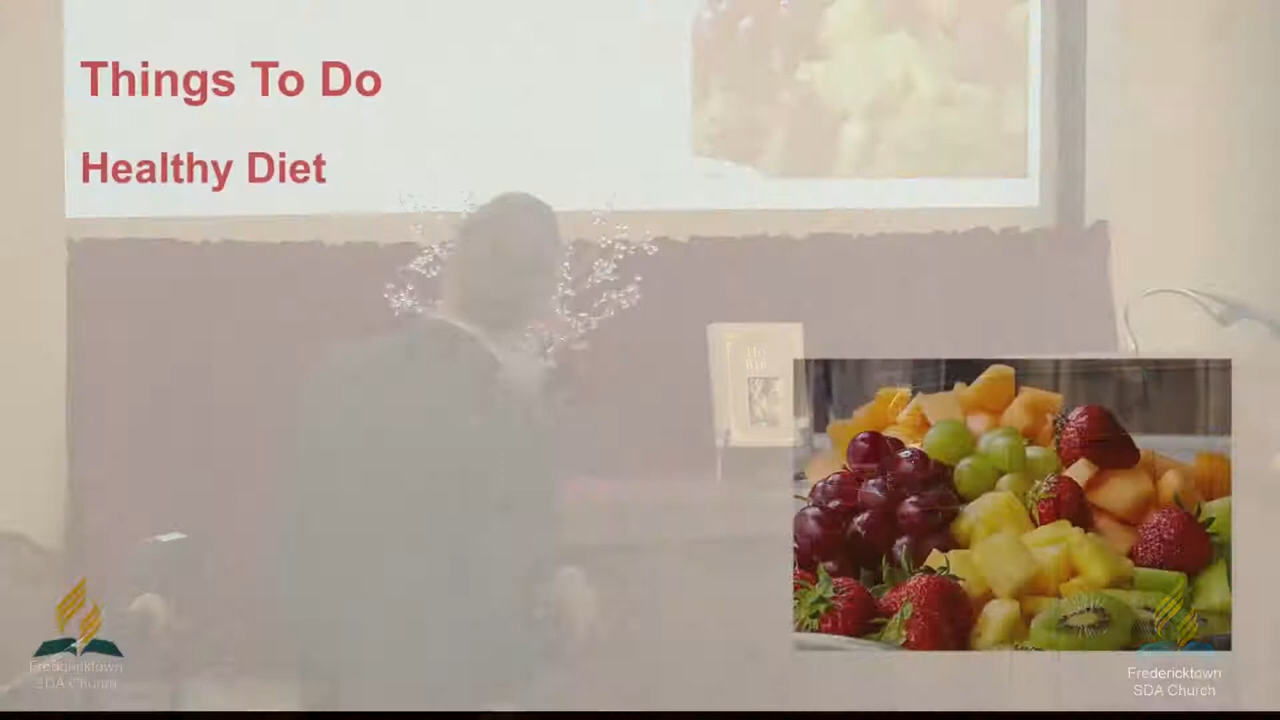 Things To Do
Healthy Diet
Fredericktown
SDA Church
Fredericktown
SDA Church